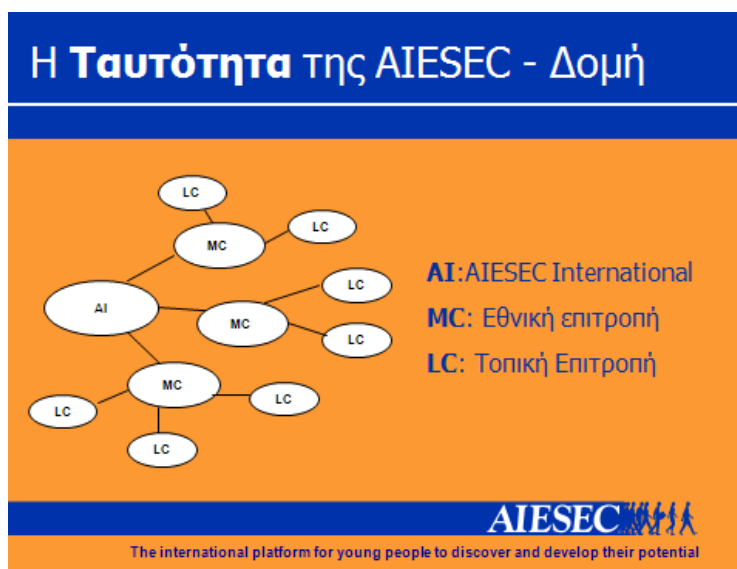 Η Ταυτότητα της AIESEC - Δομή
LC
LC
MC
LC
AI
MC
LC
MC
LC
LC
LC
AI:AIESEC International
MC: Εθνική επιτροπή
LC: Τοπική Επιτροπή
AIESEC
The international platform for young people to discover and develop their potential